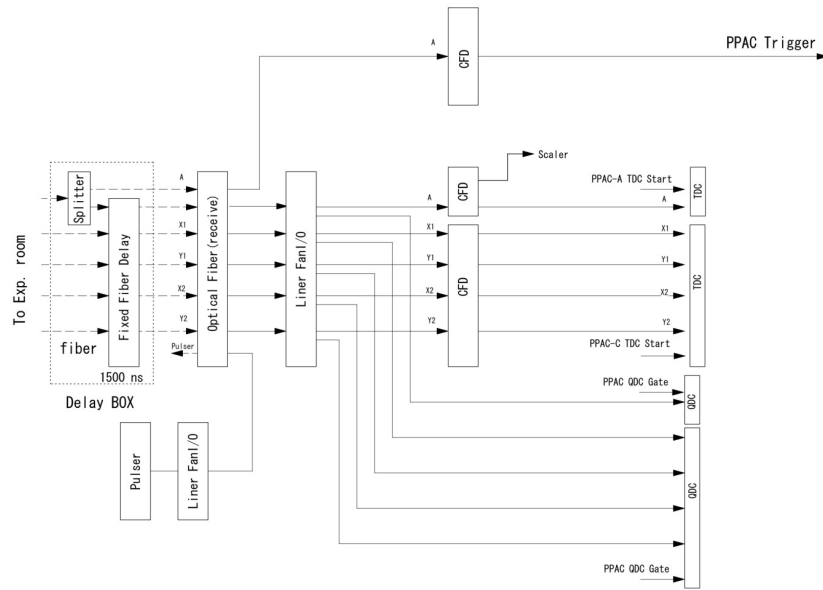 A
CFD
PPAC Trigger
Scaler
PPAC-A TDC Start
A
Splitter
A
CFD
A
TDC
To Exp. room
Fixed Fiber Delay
X1
Y1
X2
Y2
Optical Fiber(receive)
Liner FanI/O
X1
Y1
X2
Y2
CFD
X1
Y1
X2
Y2
TDC
PPAC-C TDC Start
fiber
Pulser
1500 ns
Delay BOX
PPAC QDC Gate
QDC
Pulser
Liner FanI/O
QDC
PPAC QDC Gate